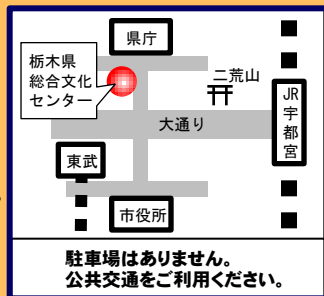 県庁
栃木県
総合文化
センター
二荒山
大通り
JR宇都宮
東武
市役所
駐車場はありません。
公共交通をご利用ください。